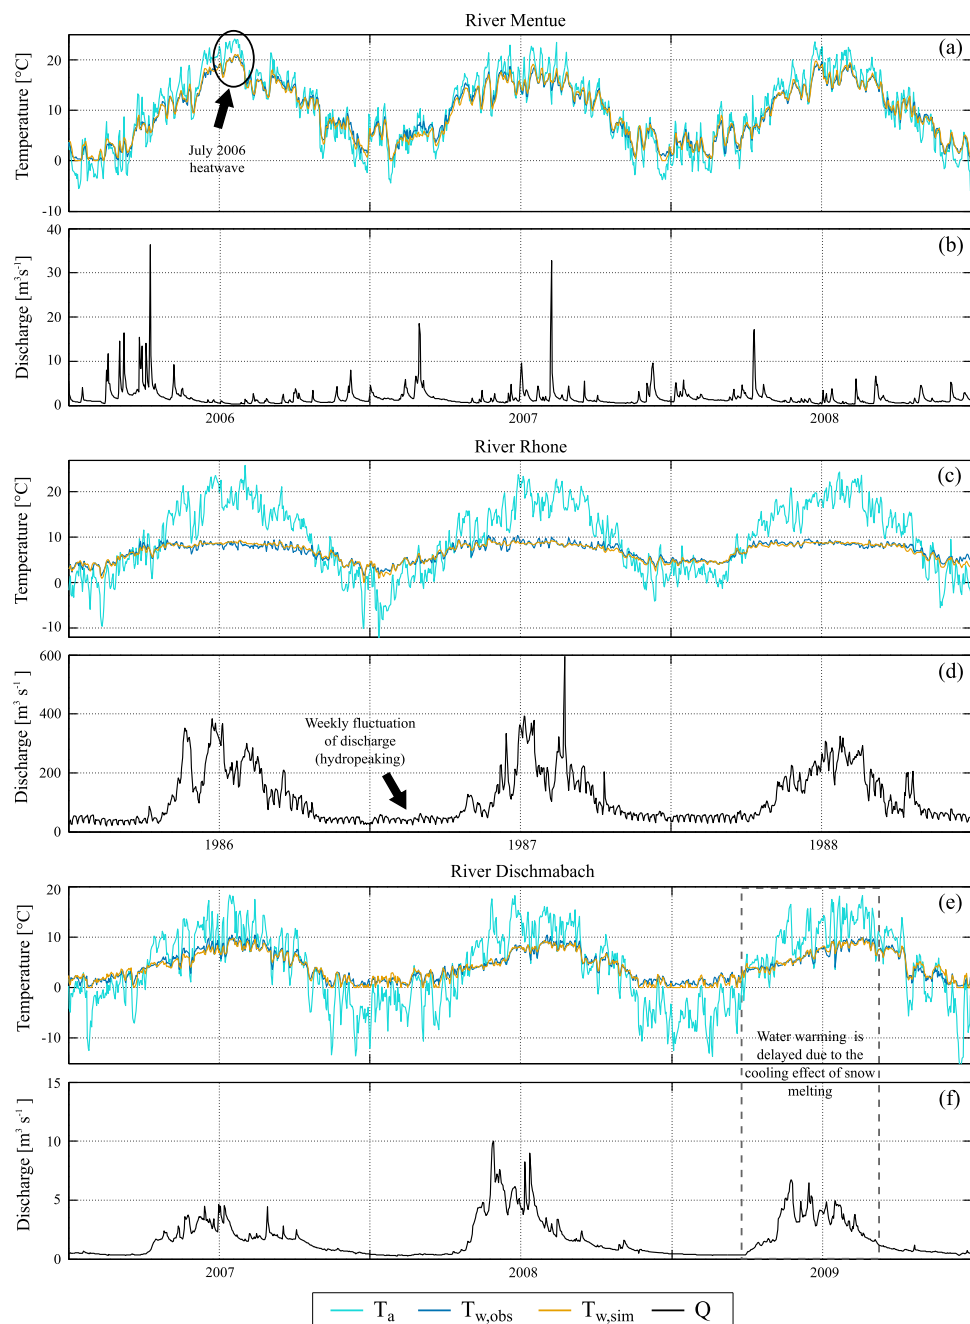 River Mentue
(a)
Temperature [°C]
20
10
0
-10
July 2006
heatwave
(b)
Discharge [m³s⁻¹]
40
30
20
10
0
2006
2007
2008
River Rhone
(c)
Temperature [°C]
20
10
0
-10
(d)
Discharge [m³ s⁻¹]
600
400
200
0
Weekly fluctuation
of discharge
(hydropeaking)
1986
1987
1988
River Dischmabach
(e)
Temperature [°C]
20
10
0
-10
Water warming is
delayed due to the
cooling effect of snow
melting
(f)
Discharge [m³ s⁻¹]
15
10
5
0
2007
2008
2009
Tₐ
T w,obs
T w,sim
Q